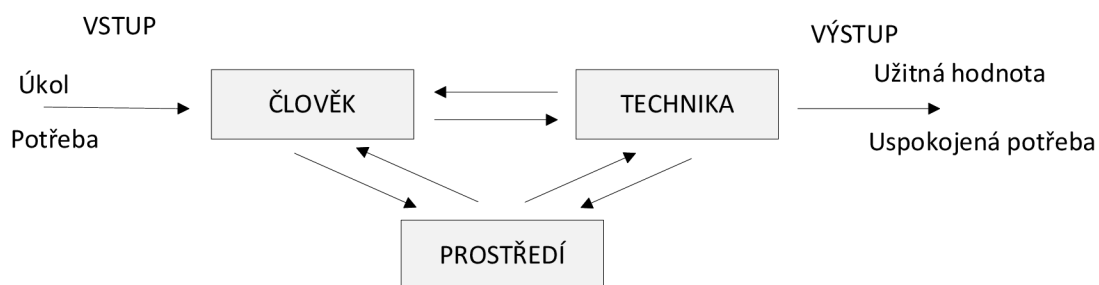 VSTUP
VÝSTUP
Úkol
Potřeba
ČLOVĚK
TECHNIKA
Užitná hodnota
Uspokojená potřeba
PROSTŘEDÍ